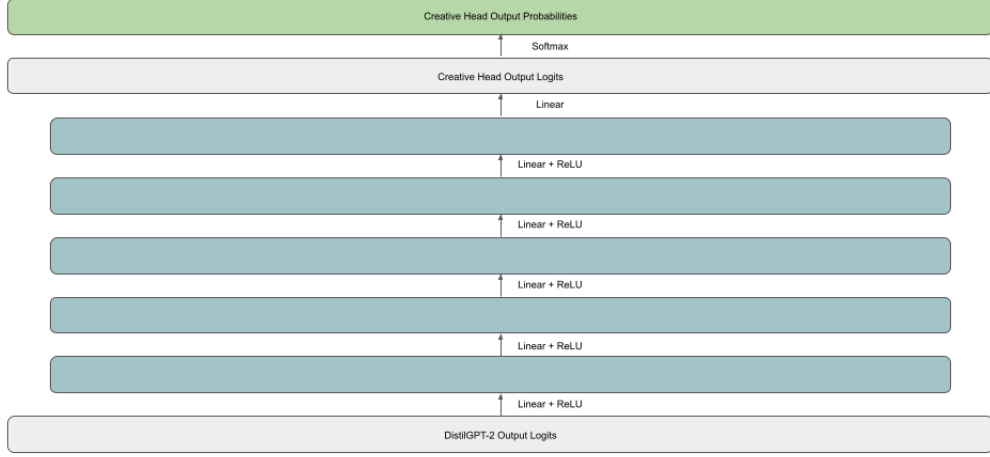 Creative Head Output Probabilities
Softmax
Creative Head Output Logits
Linear
Linear + ReLU
Linear + ReLU
Linear + ReLU
Linear + ReLU
Linear + ReLU
DistilGPT-2 Output Logits